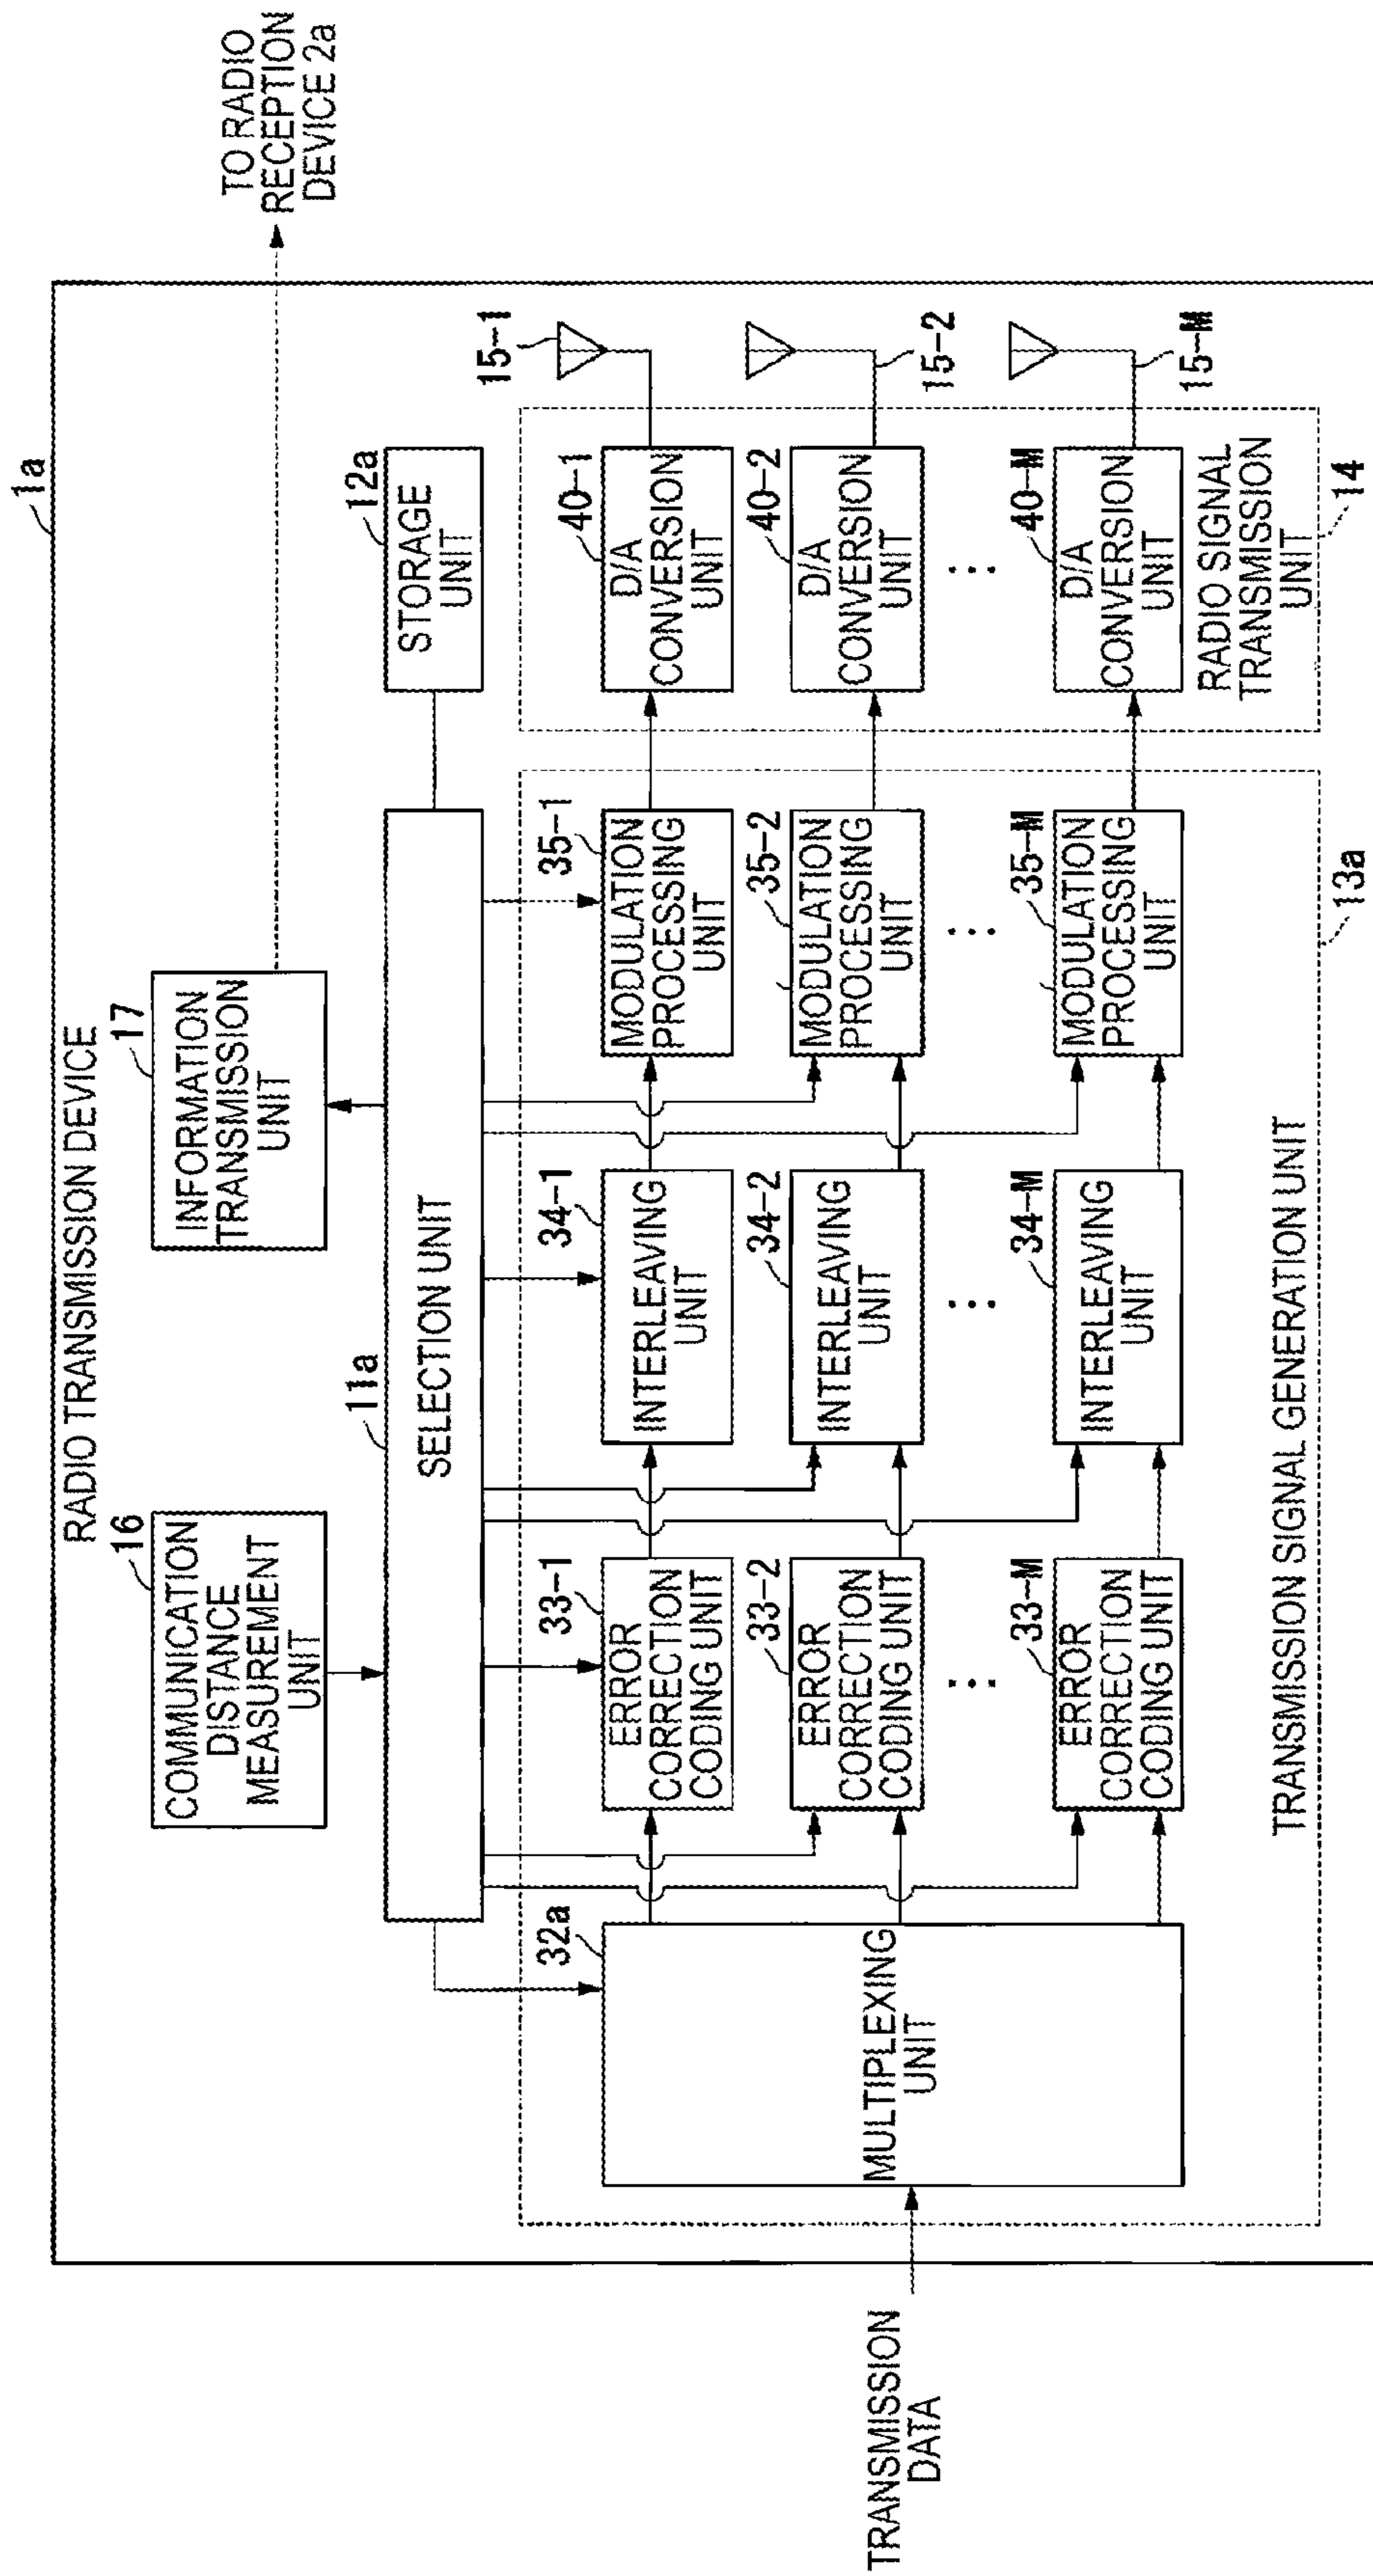 1a
RADIO TRANSMISSION DEVICE
16
COMMUNICATION
DISTANCE
MEASUREMENT
UNIT
17
INFORMATION
TRANSMISSION
UNIT
TO RADIO
RECEPTION
DEVICE 2a
11a
SELECTION UNIT
12a
STORAGE
UNIT
TRANSMISSION
DATA
32a
MULTIPLEXING
UNIT
33-1
ERROR
CORRECTION
CODING UNIT
34-1
INTERLEAVING
UNIT
35-1
MODULATION
PROCESSING
UNIT
40-1
D/A
CONVERSION
UNIT
15-1
33-2
ERROR
CORRECTION
CODING UNIT
34-2
INTERLEAVING
UNIT
35-2
MODULATION
PROCESSING
UNIT
40-2
D/A
CONVERSION
UNIT
15-2
...
...
...
...
33-M
ERROR
CORRECTION
CODING UNIT
34-M
INTERLEAVING
UNIT
35-M
MODULATION
PROCESSING
UNIT
40-M
D/A
CONVERSION
UNIT
15-M
RADIO SIGNAL
TRANSMISSION
UNIT
14
TRANSMISSION SIGNAL GENERATION UNIT
13a